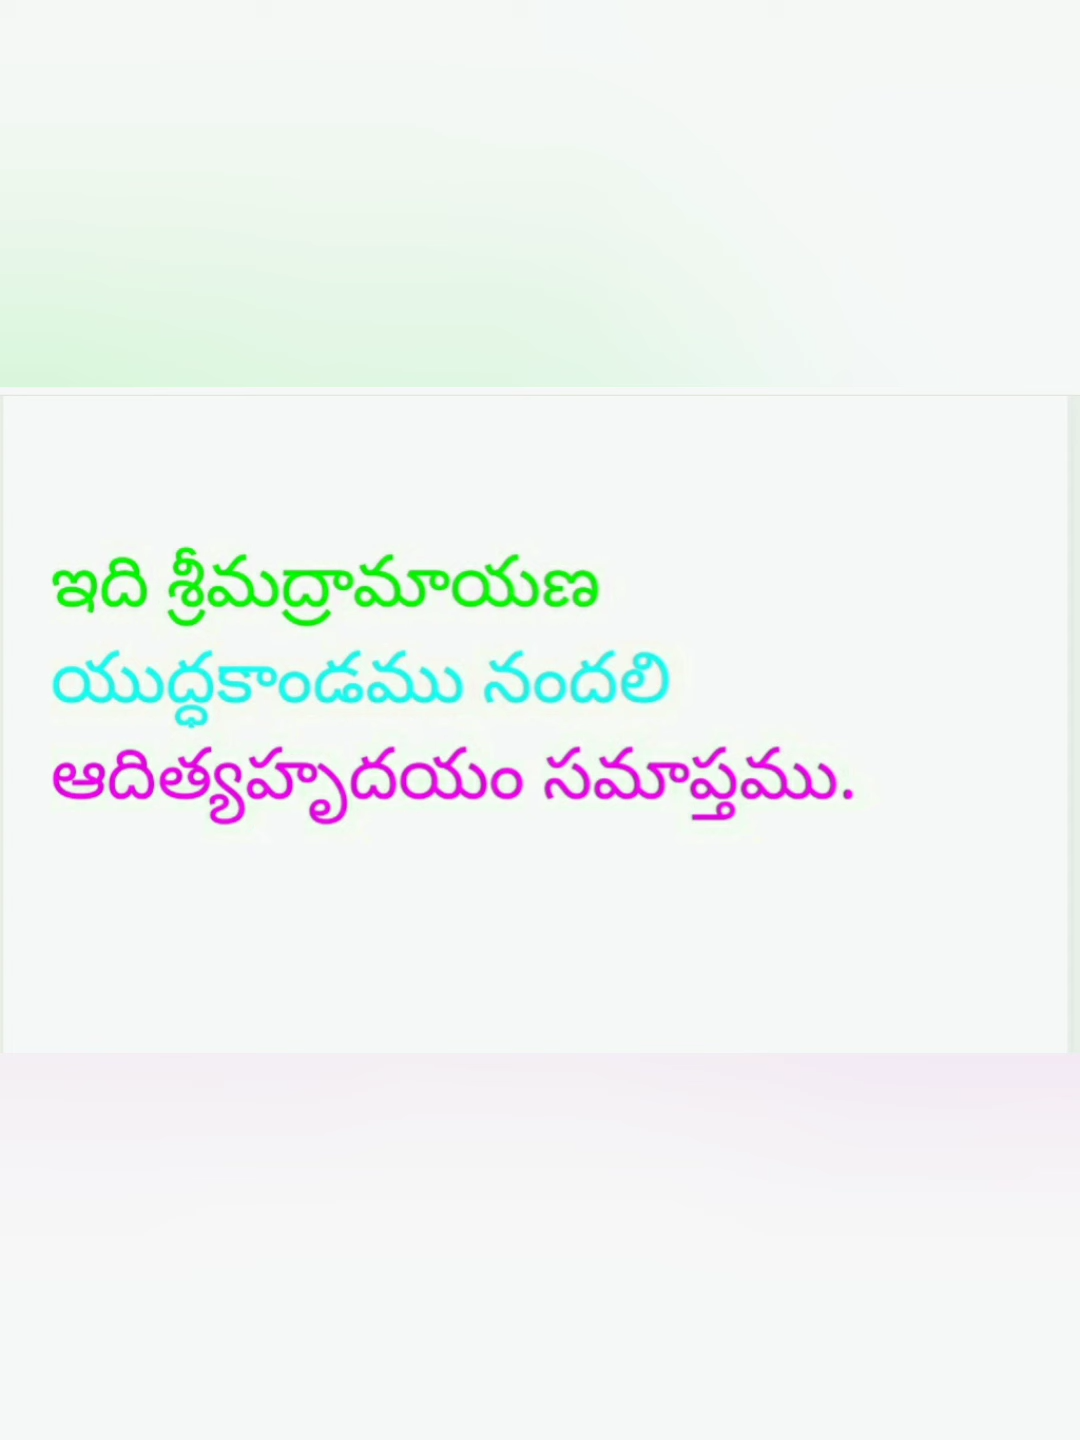 ఇది శ్రీమద్రామాయణ
యుద్ధకాండము నందలి
ఆదిత్యహృదయం సమాప్తము.